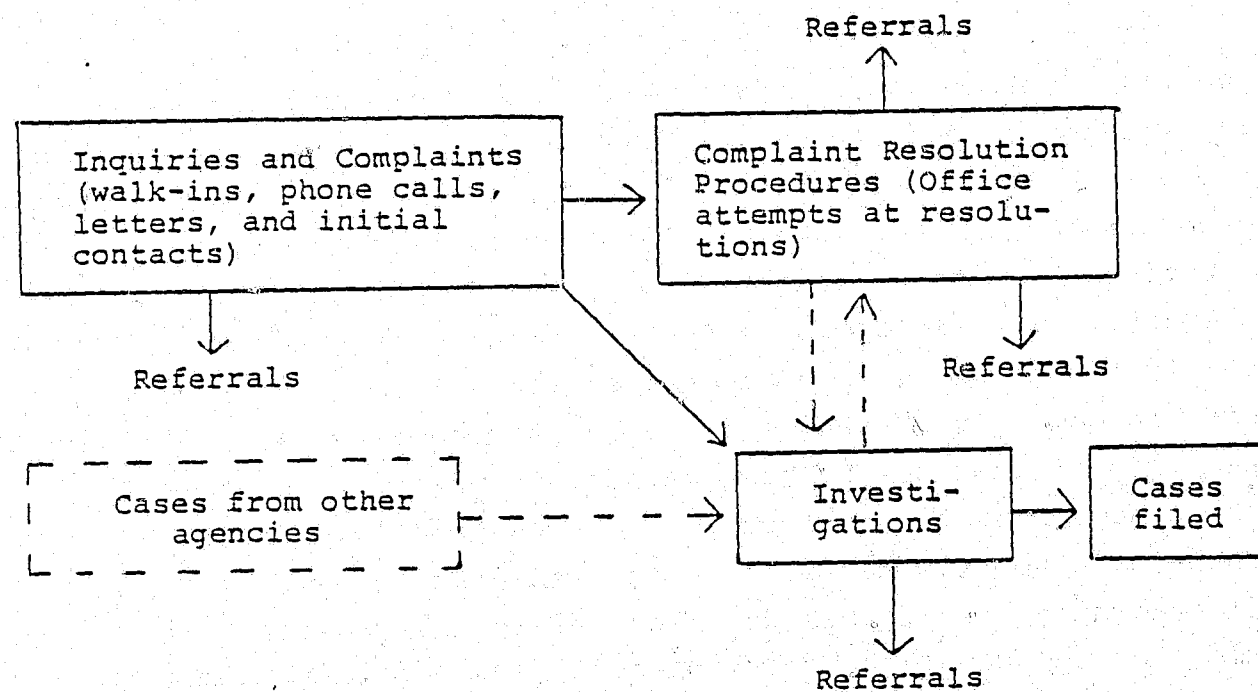 Referrals
Inquiries and Complaints
(walk-ins, phone calls,
letters, and initial
contacts)
Complaint Resolution
Procedures (Office
attempts at resolu-
tions)
Referrals
Referrals
Cases from other
agencies
Investi-
gations
Cases
filed
Referrals